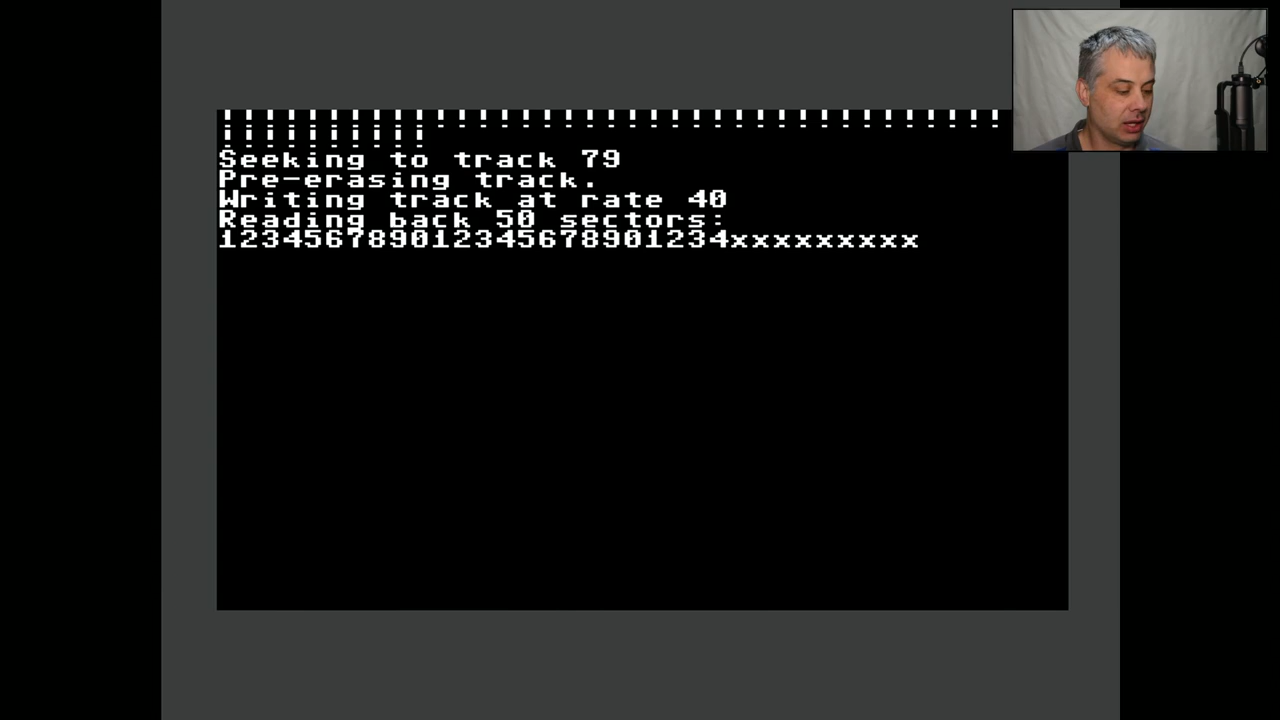 Seeking to track 79
Pre-erasing track.
Writing track at rate 40
Reading back 50 sectors:
123456789012345678901234xxxxxxxxx